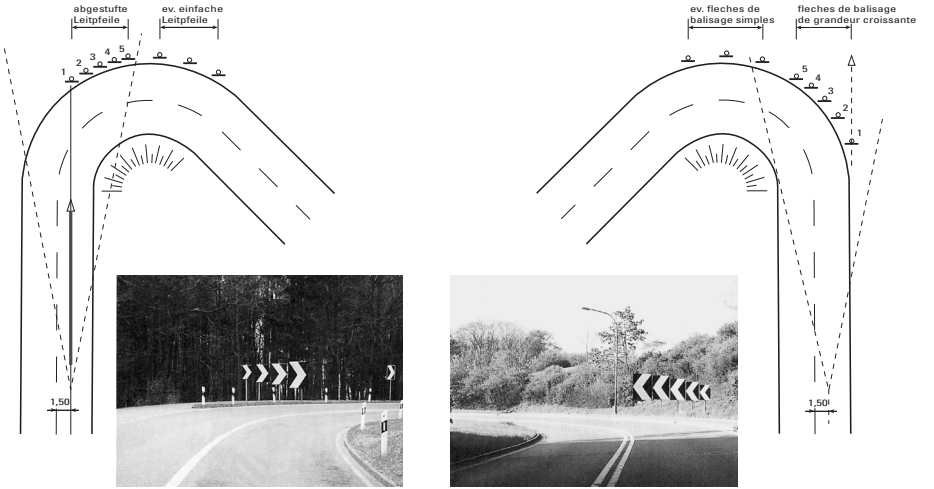 abgestufte
Leitpfeile
ev. einfache
Leitpfeile
1
2
3
4
5
1,50
ev. fleches de
balisage simples
fleches de balisage
de grandeur croissante
5
4
3
2
1
1,50